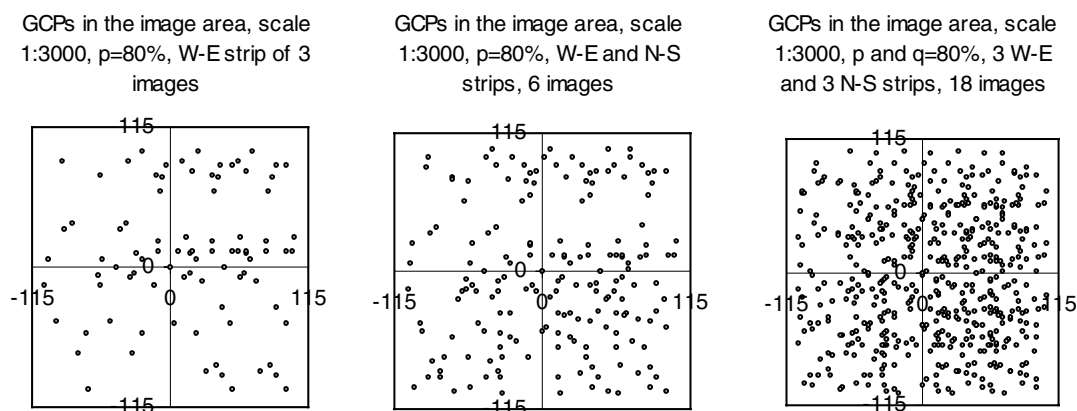 GCPs in the image area, scale
1:3000, p=80%, W-E strip of 3
images
115
0
-115
0
115
-115
GCPs in the image area, scale
1:3000, p=80%, W-E and N-S
strips, 6 images
115
0
-115
0
115
-115
GCPs in the image area, scale
1:3000, p and q=80%, 3 W-E
and 3 N-S strips, 18 images
115
0
-115
0
115
-115